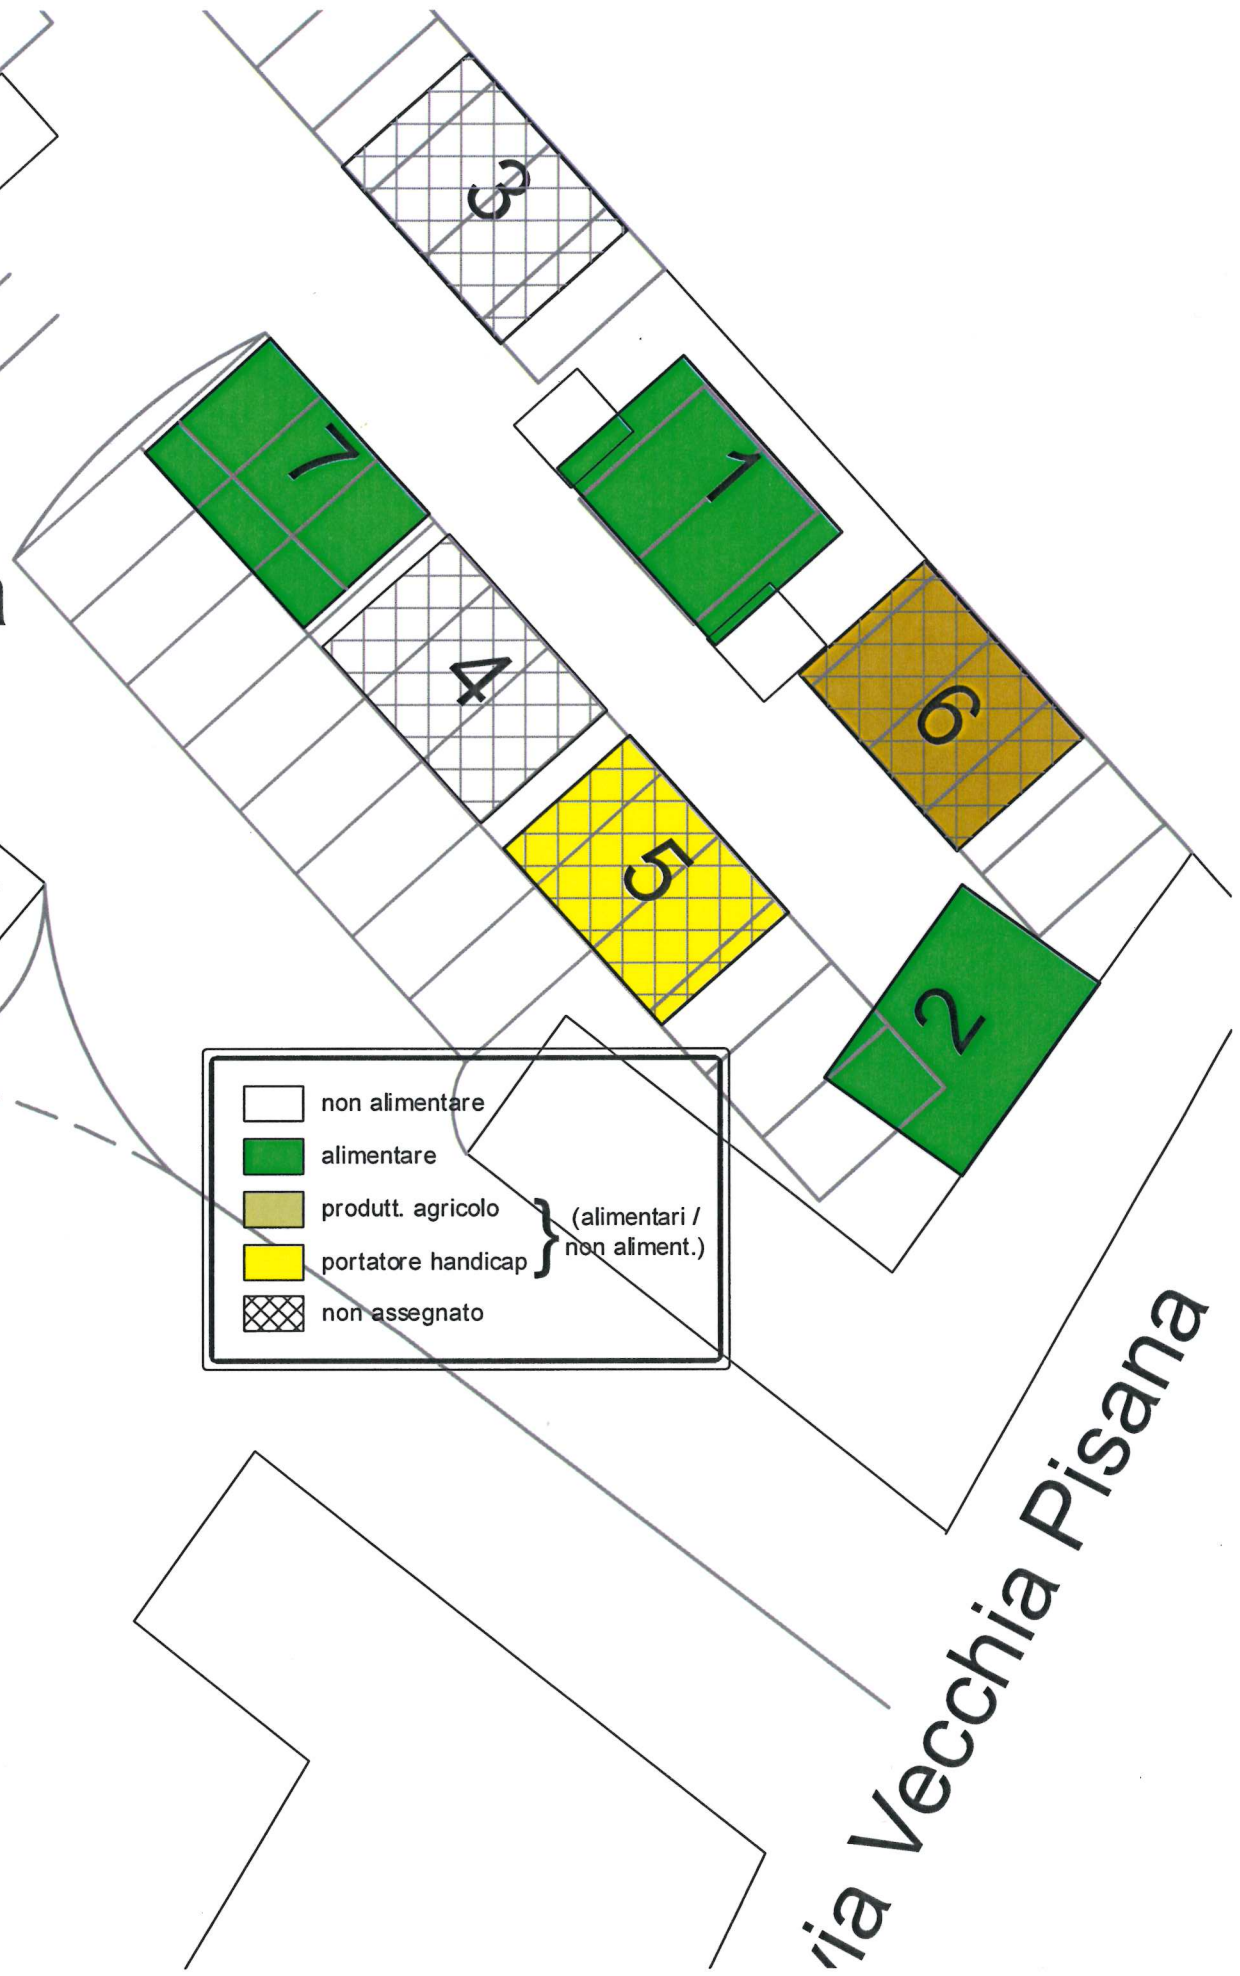 3
1
7
4
6
5
2
non alimentare
alimentare
produtt. agricolo
portatore handicap
}
(alimentari /
non aliment.)
non assegnato
via Vecchia Pisana